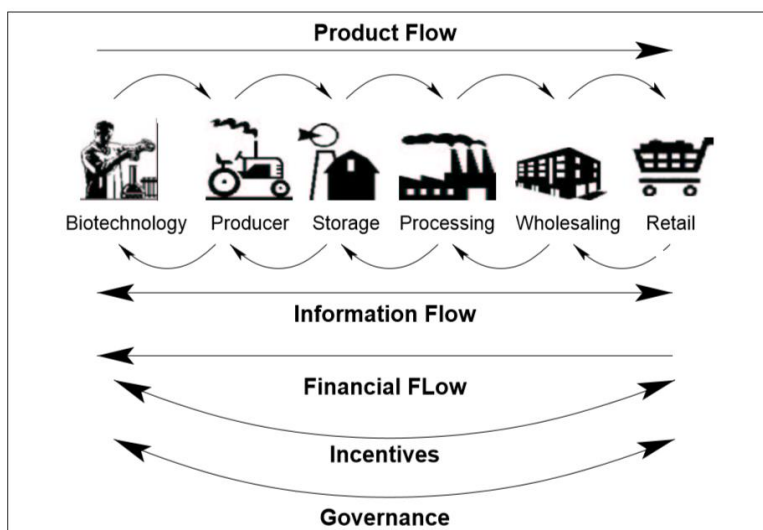 Product Flow
Biotechnology Producer Storage Processing Wholesaling Retail
Information Flow
Financial FLow
Incentives
Governance